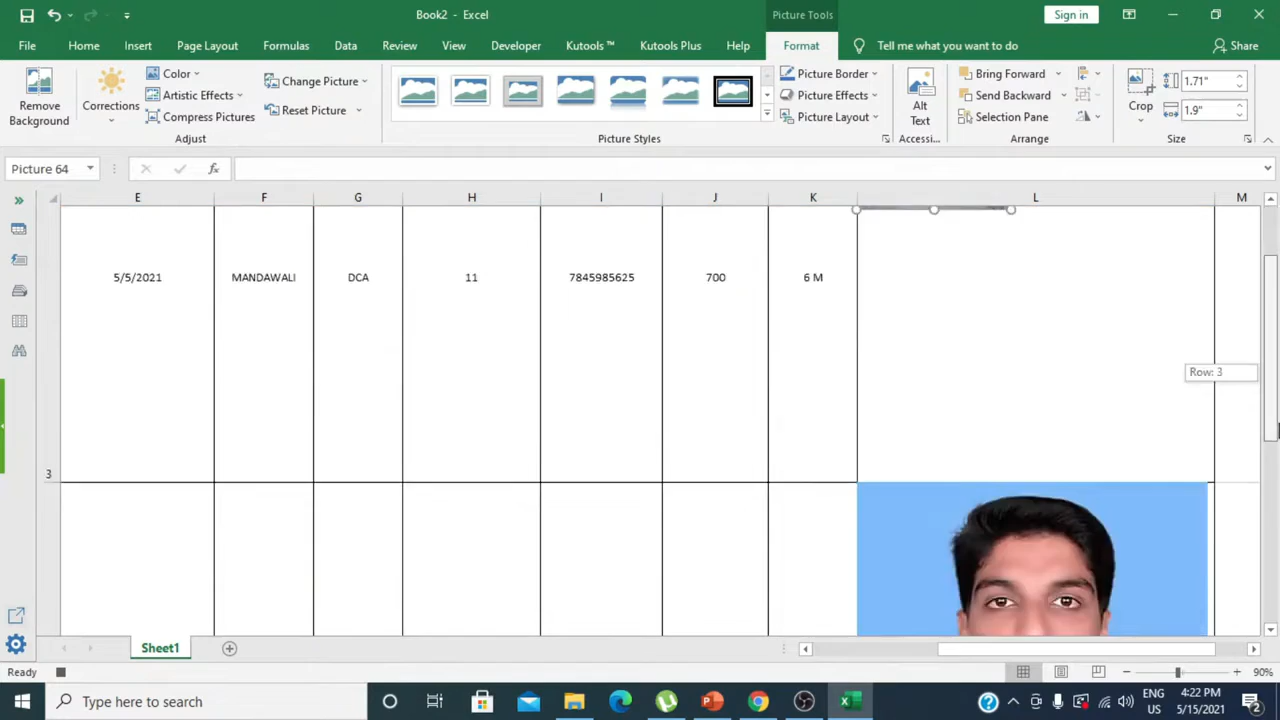 Book2 - Excel
Picture Tools
Sign in
File
Home
Insert
Page Layout
Formulas
Data
Review
View
Developer
Kutools ™
Kutools Plus
Help
Format
Tell me what you want to do
Share
Remove
Background
Corrections
Color
Artistic Effects
Compress Pictures
Change Picture
Reset Picture
Adjust
Picture Styles
Picture Border
Picture Effects
Picture Layout
Alt
Text
Accessi...
Bring Forward
Send Backward
Selection Pane
Arrange
Crop
1.71"
1.9"
Size
Picture 64
fx
E F G H I J K L M
5/5/2021 MANDAWALI DCA 11 7845985625 700 6 M
Row: 3
3
Sheet1
Ready
90%
Type here to search
ENG
US
4:22 PM
5/15/2021
2